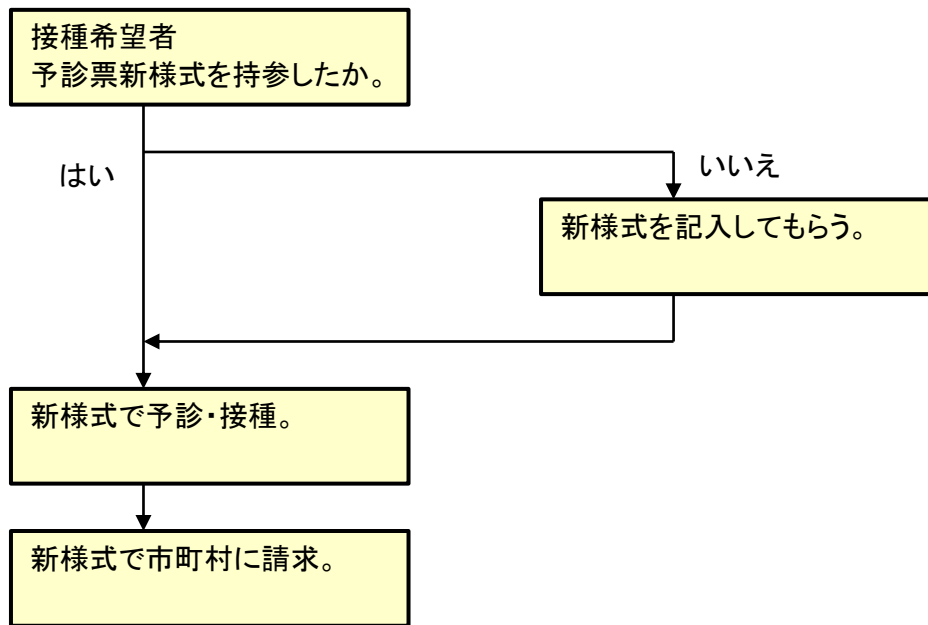 接種希望者
予診票新様式を持参したか。
はい
いいえ
新様式を記入してもらう。
新様式で予診・接種。
新様式で市町村に請求。